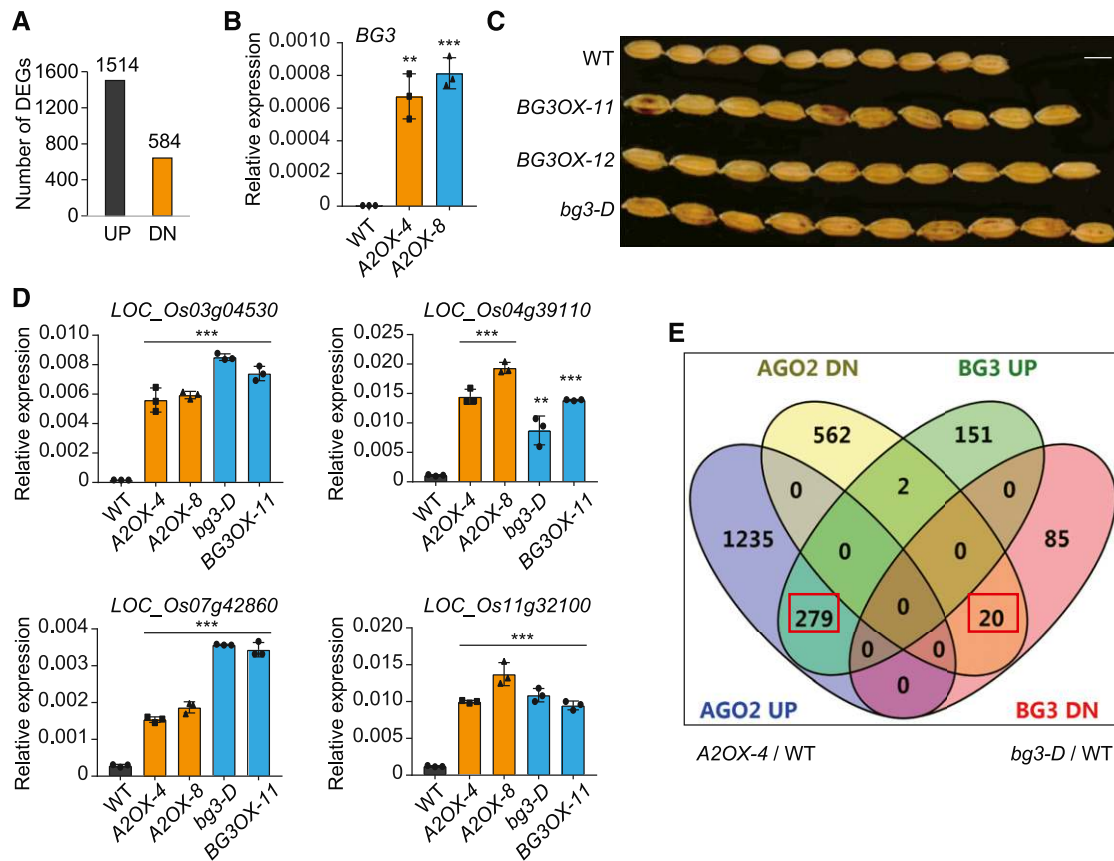 A
Number of DEGs
1600
1200
800
400
0
1514
584
UP
DN
B
BG3
Relative expression
0.0010
0.0008
0.0006
0.0004
0.0002
0.0000
**
***
WT
A2OX-4
A2OX-8
C
WT
BG3OX-11
BG3OX-12
bg3-D
D
LOC_Os03g04530
Relative expression
0.010
0.008
0.006
0.004
0.002
0.000
***
WT
A2OX-4
A2OX-8
bg3-D
BG3OX-11
LOC_Os04g39110
Relative expression
0.025
0.020
0.015
0.010
0.005
0
***
**
***
WT
A2OX-4
A2OX-8
bg3-D
BG3OX-11
LOC_Os07g42860
Relative expression
0.004
0.003
0.002
0.001
0.000
***
WT
A2OX-4
A2OX-8
bg3-D
BG3OX-11
LOC_Os11g32100
Relative expression
0.020
0.015
0.010
0.005
0.000
***
WT
A2OX-4
A2OX-8
bg3-D
BG3OX-11
E
AGO2 DN
BG3 UP
562
151
0
2
0
1235
85
0
0
279
0
20
0
0
0
AGO2 UP
BG3 DN
A2OX-4 / WT
bg3-D / WT